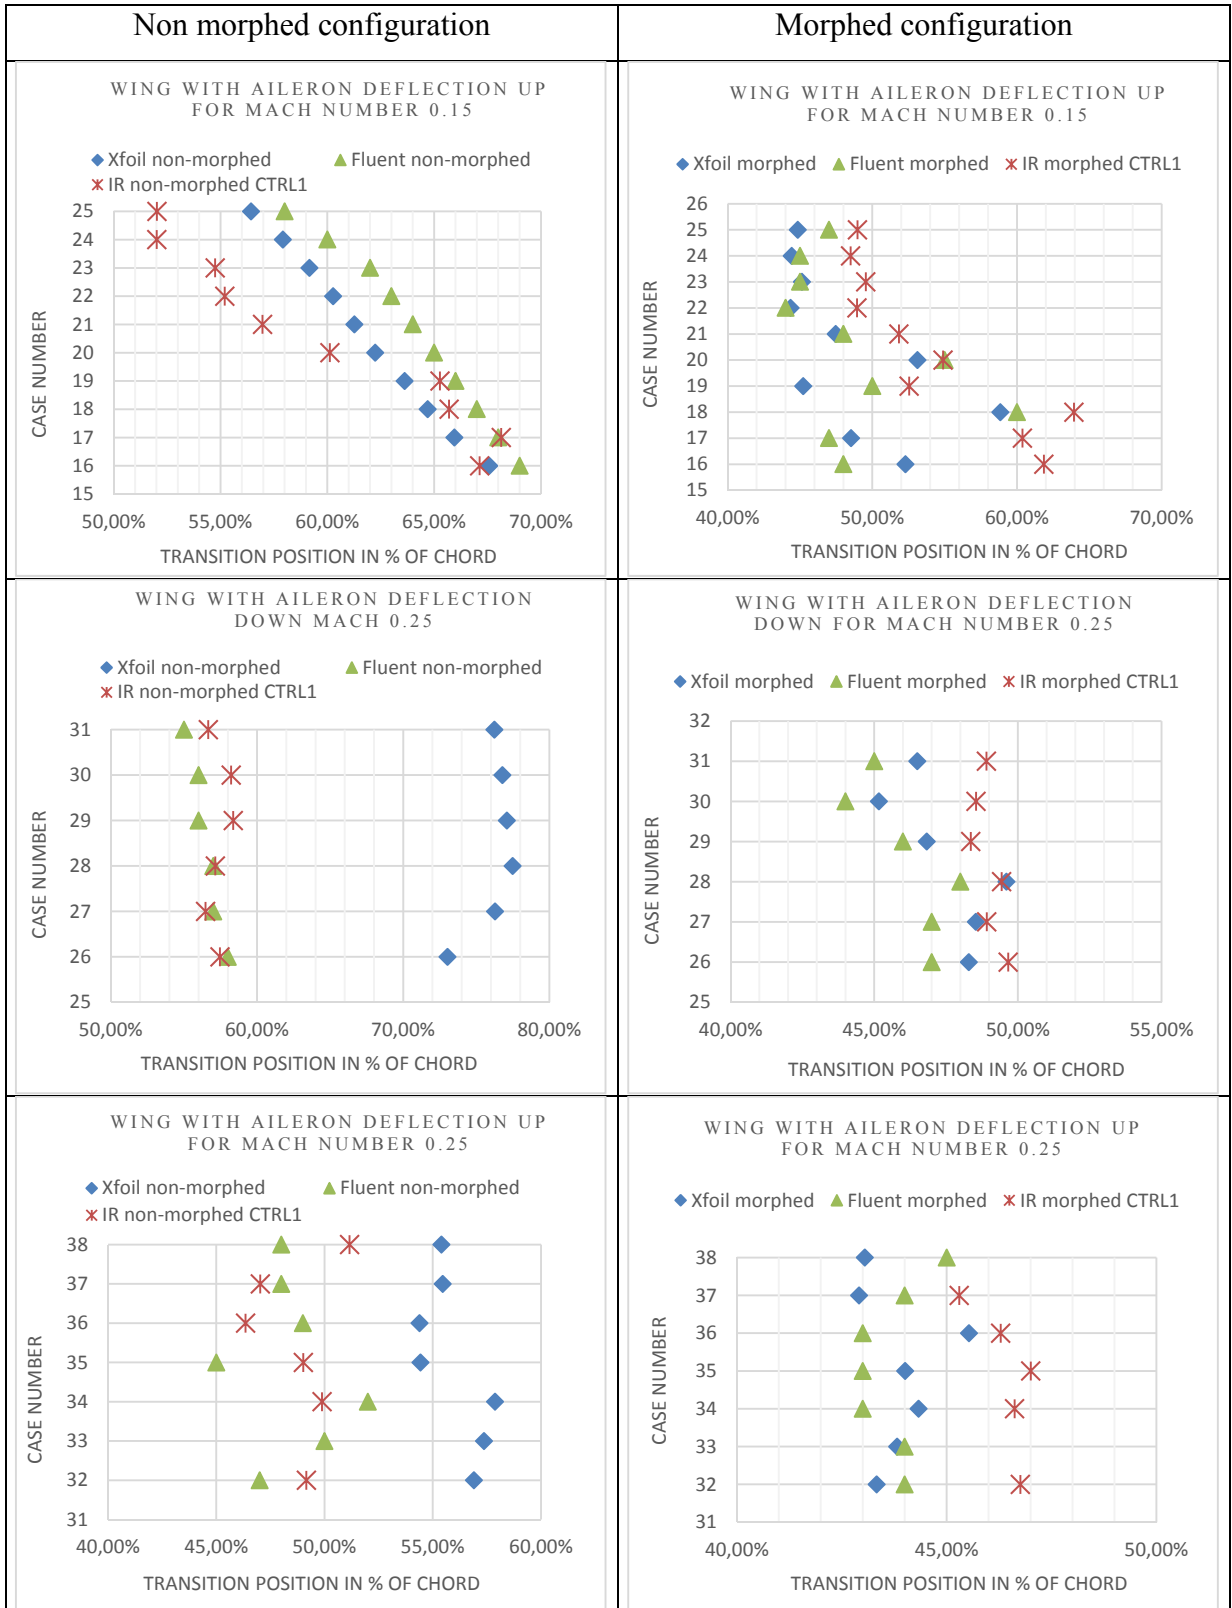 Non morphed configuration
Morphed configuration
WING WITH AILERON DEFLECTION UP
FOR MACH NUMBER 0.15
Xfoil non-morphed
Fluent non-morphed
IR non-morphed CTRL1
25
24
23
22
21
20
19
18
17
16
15
CASE NUMBER
50,00% 55,00% 60,00% 65,00% 70,00%
TRANSITION POSITION IN % OF CHORD
WING WITH AILERON DEFLECTION UP
FOR MACH NUMBER 0.15
Xfoil morphed Fluent morphed IR morphed CTRL1
26
25
24
23
22
21
20
19
18
17
16
15
CASE NUMBER
40,00% 50,00% 60,00% 70,00%
TRANSITION POSITION IN % OF CHORD
WING WITH AILERON DEFLECTION
DOWN MACH 0.25
Xfoil non-morphed
Fluent non-morphed
IR non-morphed CTRL1
31
30
29
28
27
26
25
CASE NUMBER
50,00% 60,00% 70,00% 80,00%
TRANSITION POSITION IN % OF CHORD
WING WITH AILERON DEFLECTION
DOWN FOR MACH NUMBER 0.25
Xfoil morphed Fluent morphed IR morphed CTRL1
32
31
30
29
28
27
26
25
CASE NUMBER
40,00% 45,00% 50,00% 55,00%
TRANSITION POSITION IN % OF CHORD
WING WITH AILERON DEFLECTION UP
FOR MACH NUMBER 0.25
Xfoil non-morphed
Fluent non-morphed
IR non-morphed CTRL1
38
37
36
35
34
33
32
31
CASE NUMBER
40,00% 45,00% 50,00% 55,00% 60,00%
TRANSITION POSITION IN % OF CHORD
WING WITH AILERON DEFLECTION UP
FOR MACH NUMBER 0.25
Xfoil morphed Fluent morphed IR morphed CTRL1
38
37
36
35
34
33
32
31
CASE NUMBER
40,00% 45,00% 50,00%
TRANSITION POSITION IN % OF CHORD